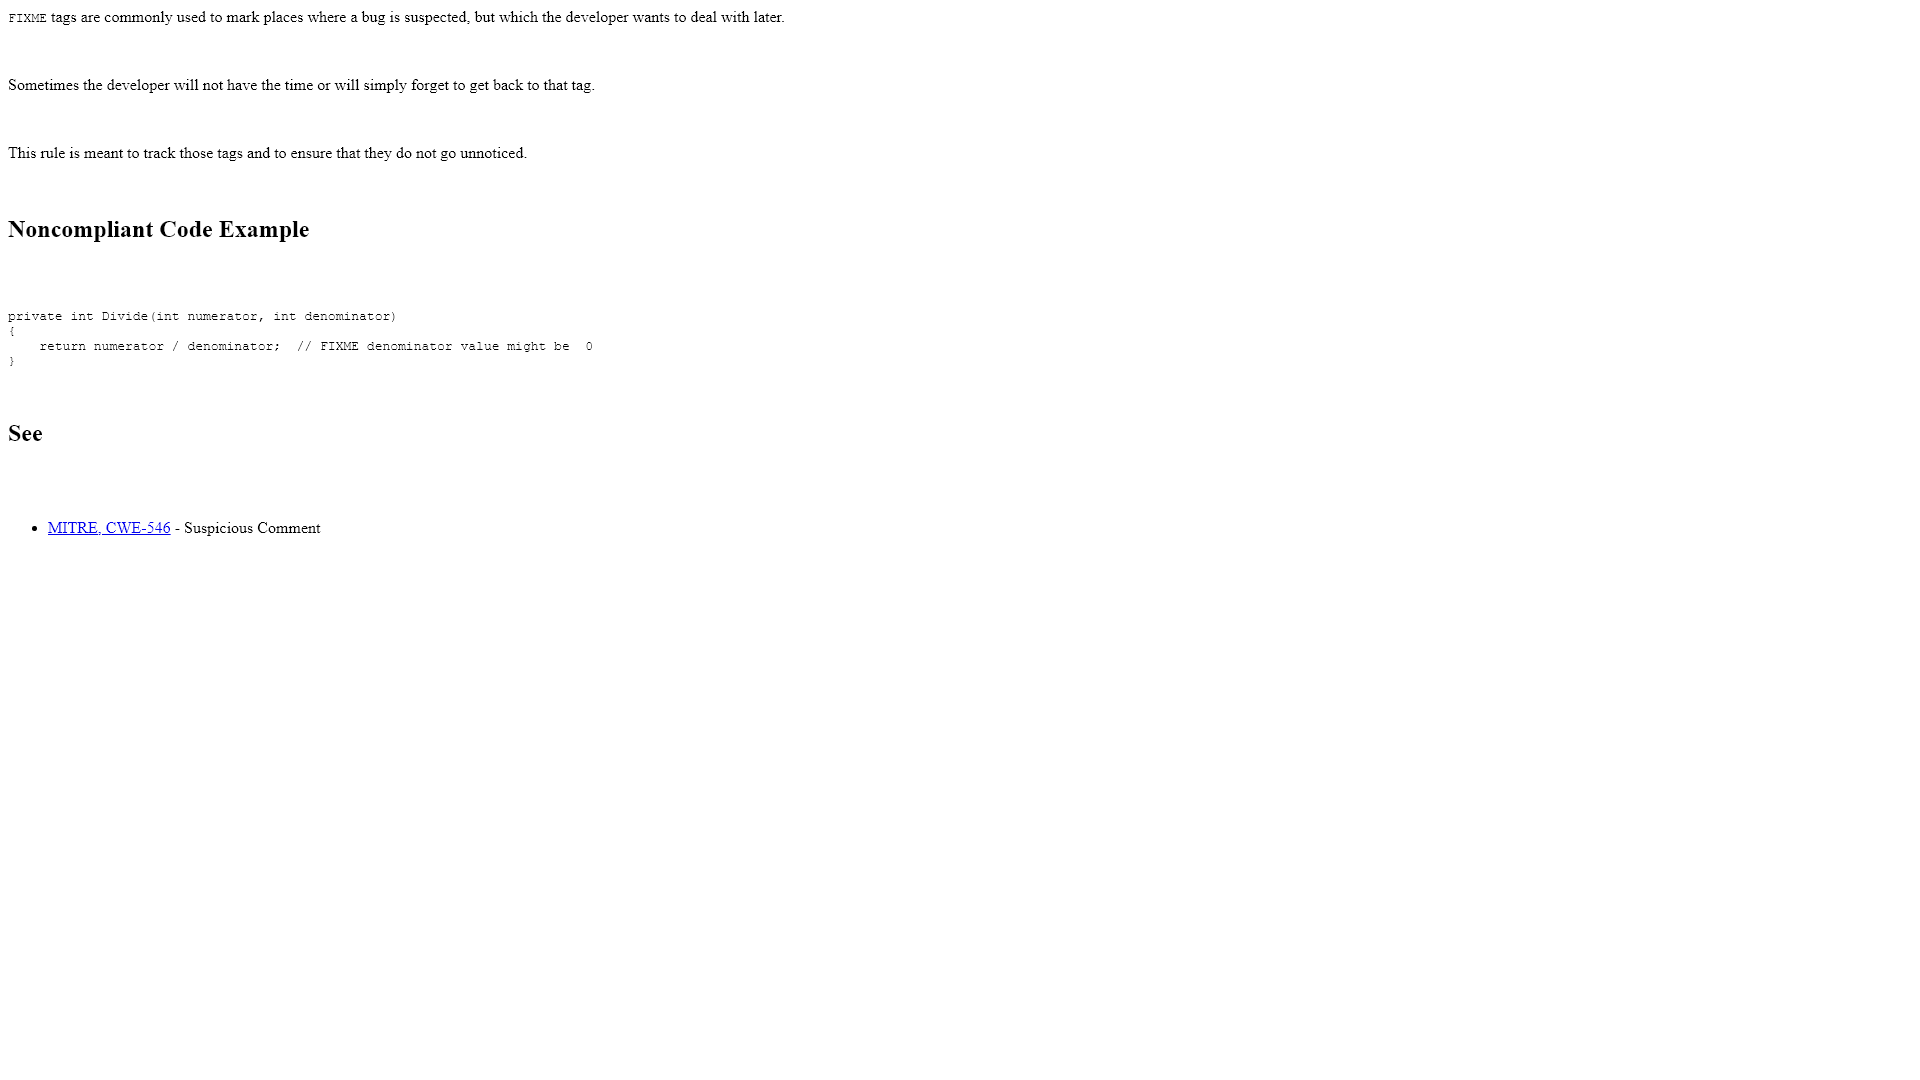 FIXME tags are commonly used to mark places where a bug is suspected, but which the developer wants to deal with later.
Sometimes the developer will not have the time or will simply forget to get back to that tag.
This rule is meant to track those tags and to ensure that they do not go unnoticed.
Noncompliant Code Example
private int Divide(int numerator, int denominator)
{
    return numerator / denominator;  // FIXME denominator value might be  0
}
See
• MITRE, CWE-546 - Suspicious Comment